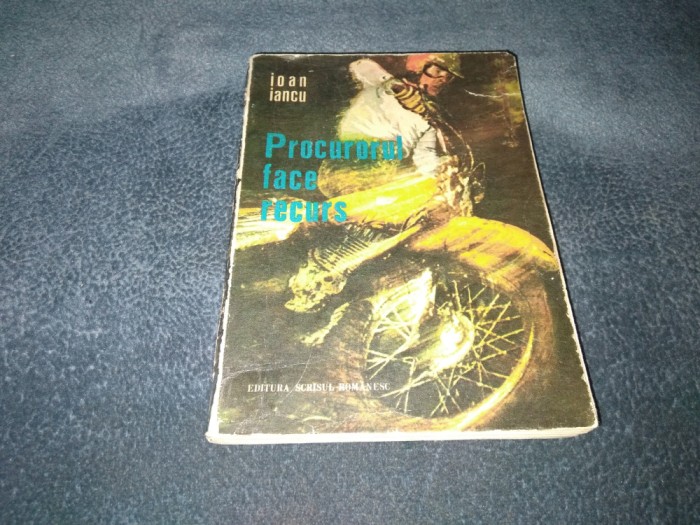 ioan
iancu
Procurorul
face
recurs
EDITURA SCRISUL ROMÂNESC